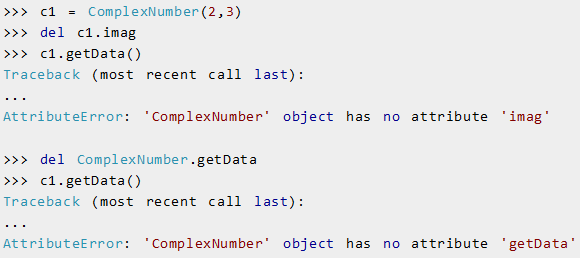 >>> c1 = ComplexNumber(2,3)
>>> del c1.imag
>>> c1.getData()
Traceback (most recent call last):
...
AttributeError: 'ComplexNumber' object has no attribute 'imag'
>>> del ComplexNumber.getData
>>> c1.getData()
Traceback (most recent call last):
...
AttributeError: 'ComplexNumber' object has no attribute 'getData'